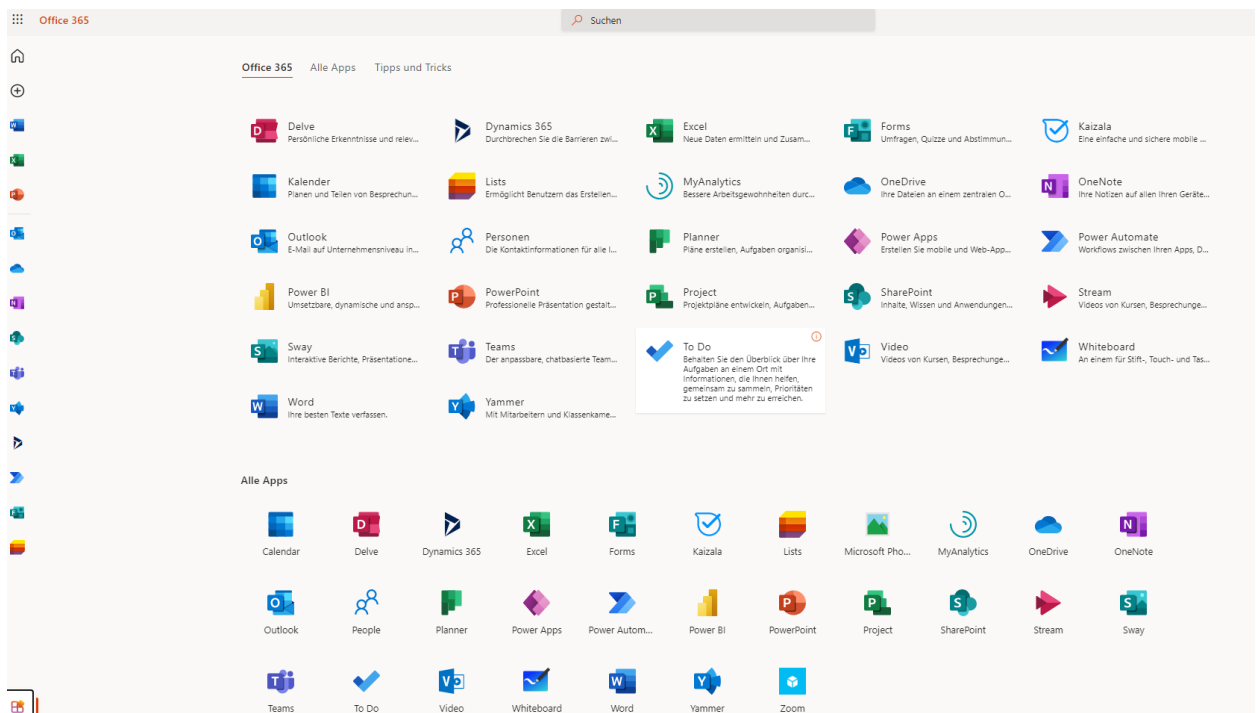 Office 365
Suchen
Office 365 Alle Apps Tipps und Tricks
Delve
Persönliche Erkenntnisse und relev...
Dynamics 365
Durchbrechen Sie die Barrieren zwi...
Excel
Neue Daten ermitteln und Zusam...
Forms
Umfragen, Quizze und Abstimmun...
Kaizala
Eine einfache und sichere mobile ...
Kalender
Planen und Teilen von Besprechun...
Lists
Ermöglicht Benutzern das Erstellen...
MyAnalytics
Bessere Arbeitsgewohnheiten durc...
OneDrive
Ihre Dateien an einem zentralen O...
OneNote
Ihre Notizen auf allen Ihren Geräte...
Outlook
E-Mail auf Unternehmensniveau in...
Personen
Die Kontaktinformationen für alle I...
Planner
Pläne erstellen, Aufgaben organisi...
Power Apps
Erstellen Sie mobile und Web-App...
Power Automate
Workflows zwischen Ihren Apps, D...
Power BI
Umsetzbare, dynamische und ansp...
PowerPoint
Professionelle Präsentation gestalt...
Project
Projektpläne entwickeln, Aufgaben...
SharePoint
Inhalte, Wissen und Anwendungen...
Stream
Videos von Kursen, Besprechunge...
Sway
Interaktive Berichte, Präsentatione...
Teams
Der anpassbare, chatbasierte Team...
To Do
Behalten Sie den Überblick über Ihre
Aufgaben an einem Ort mit
Informationen, die Ihnen helfen,
gemeinsam zu sammeln, Prioritäten
zu setzen und mehr zu erreichen.
Video
Videos von Kursen, Besprechunge...
Whiteboard
An einem für Stift-, Touch- und Tas...
Word
Ihre besten Texte verfassen.
Yammer
Mit Mitarbeitern und Klassenkame...
Alle Apps
Calendar Delve Dynamics 365 Excel Forms Kaizala Lists Microsoft Pho... MyAnalytics OneDrive OneNote
Outlook People Planner Power Apps Power Autom... Power BI PowerPoint Project SharePoint Stream Sway
Teams To Do Video Whiteboard Word Yammer Zoom